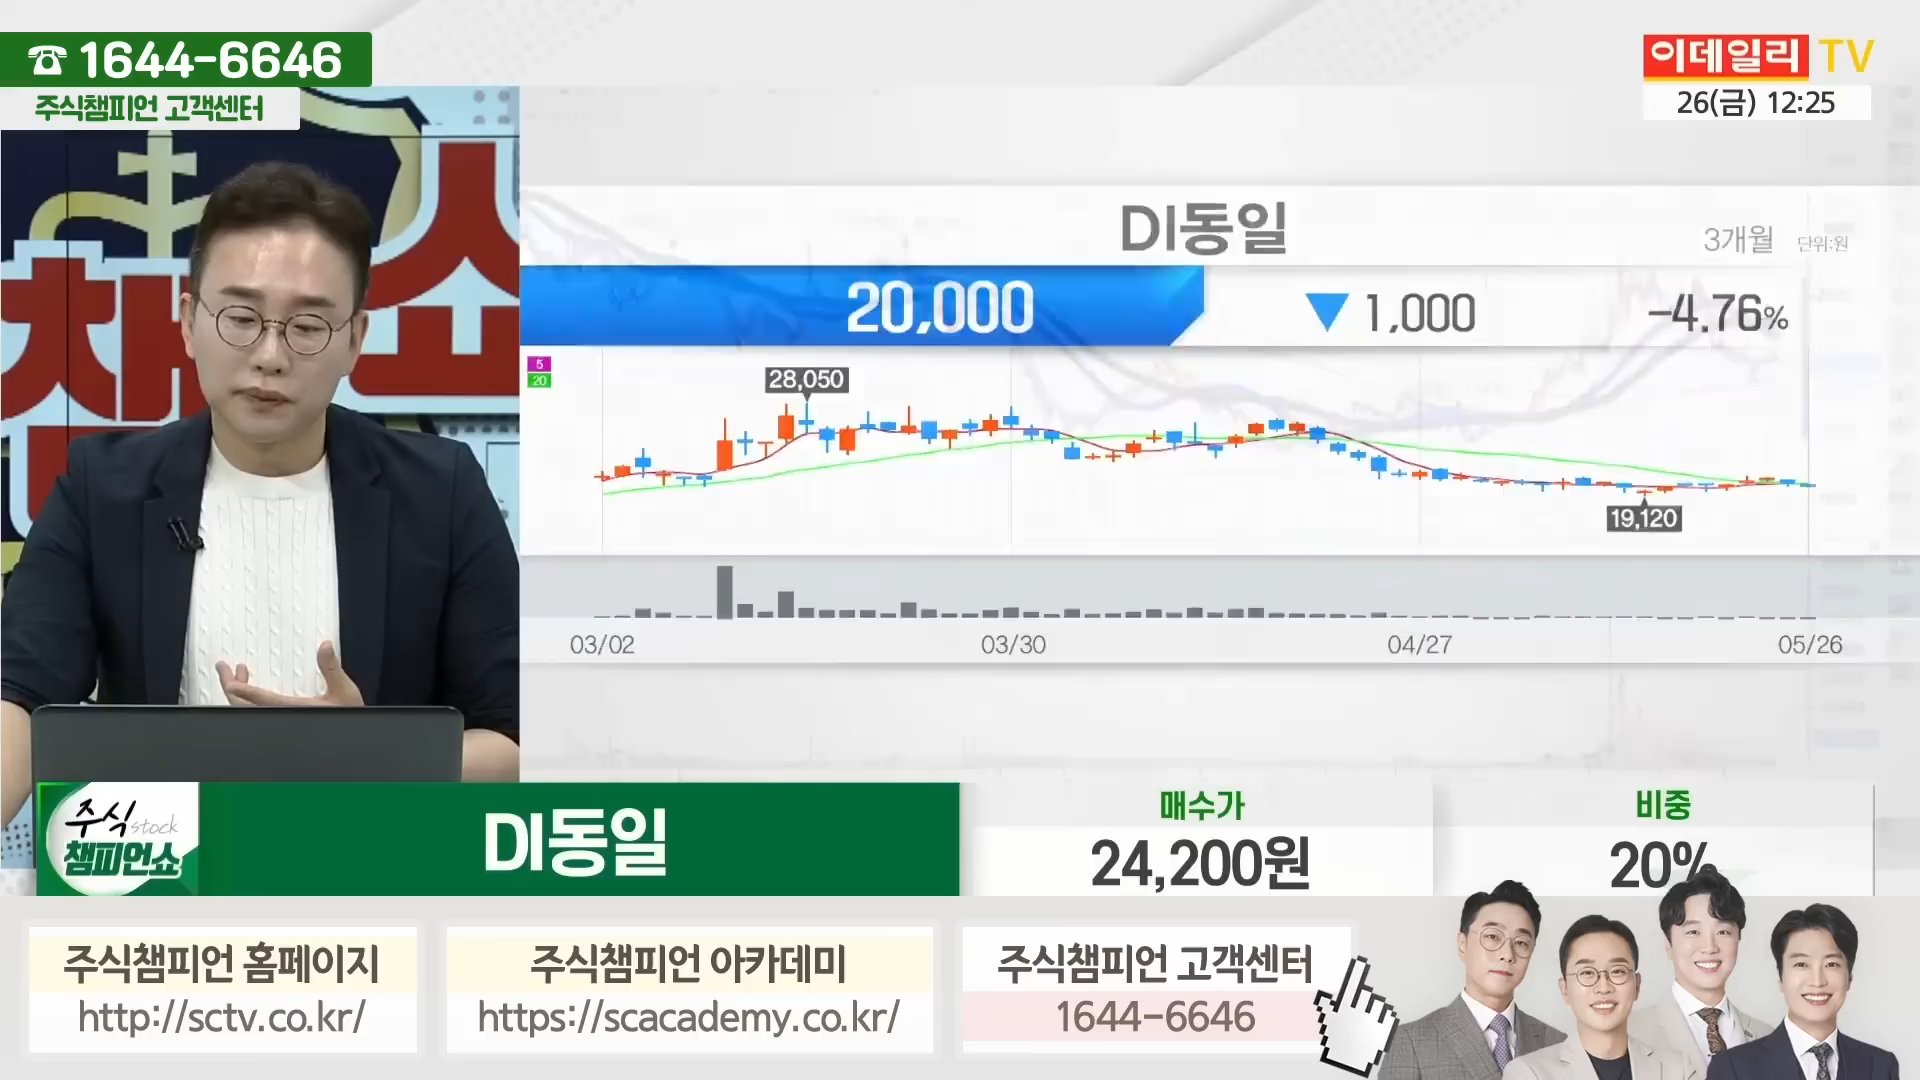 ☎ 1644-6646
주식챔피언 고객센터
이데일리 TV
26(금) 12:25
챔
쇼
DI동일
3개월 단위:원
20,000 ▼ 1,000 -4.76%
5
20
28,050
19,120
03/02 03/30 04/27 05/26
주식 stock
챔피언쇼
DI동일
매수가
24,200원
비중
20%
주식챔피언 홈페이지
http://sctv.co.kr/
주식챔피언 아카데미
https://scacademy.co.kr/
주식챔피언 고객센터
1644-6646